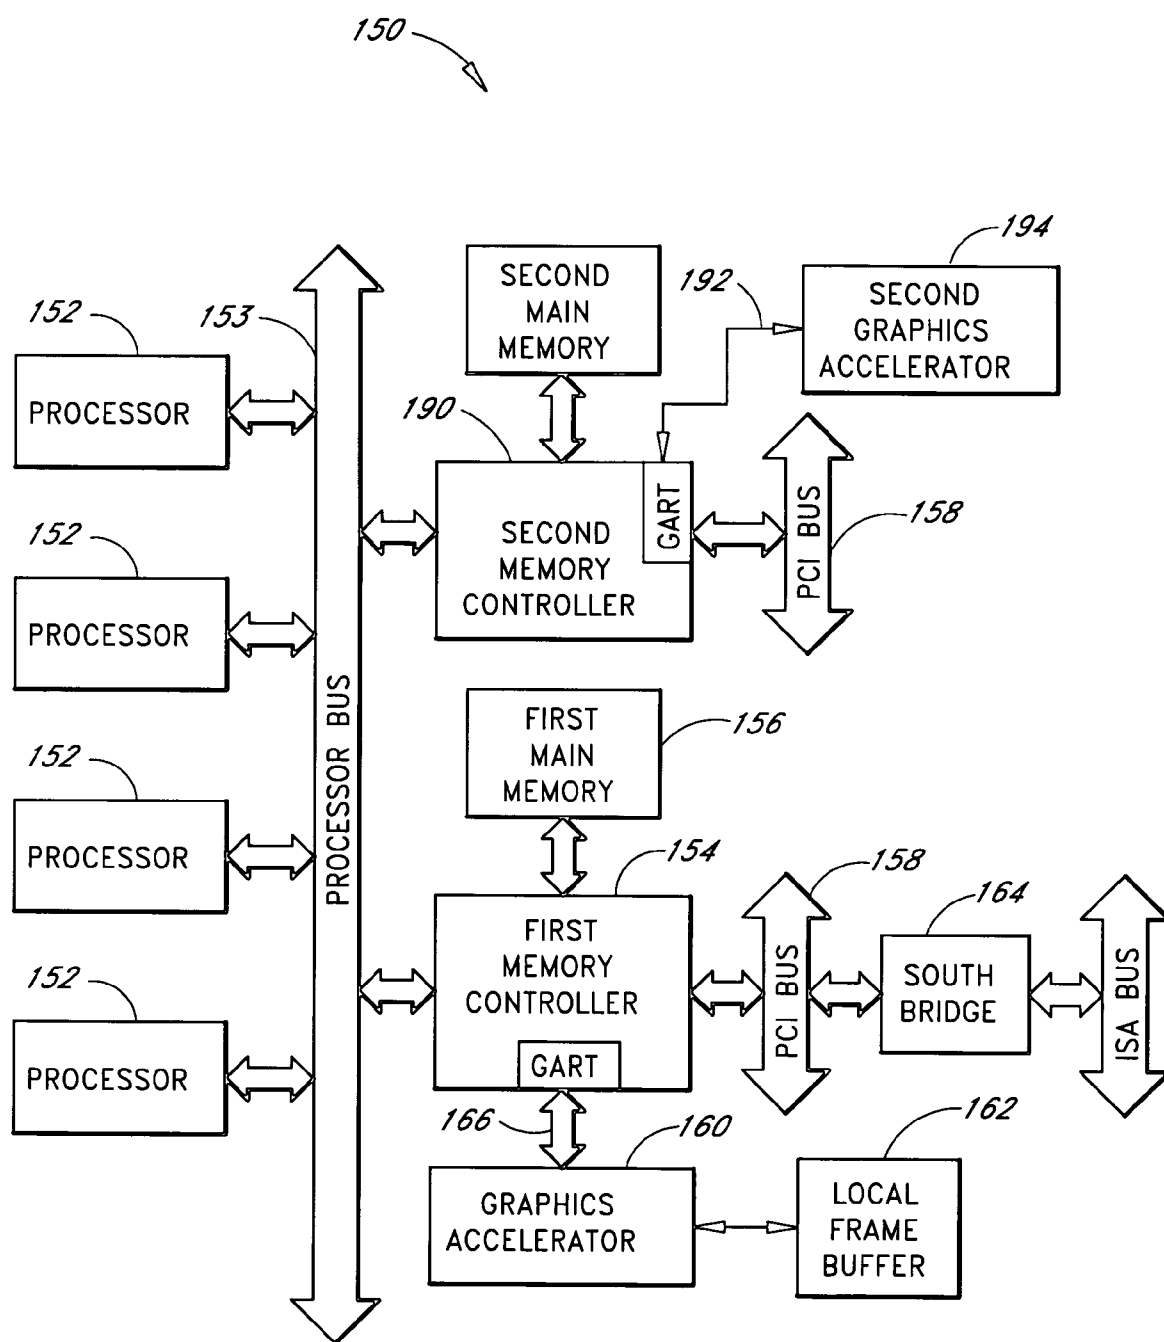 150
194
SECOND
MAIN
MEMORY
192
SECOND
GRAPHICS
ACCELERATOR
152
153
PROCESSOR
190
GART
SECOND
MEMORY
CONTROLLER
PCI BUS
158
152
PROCESSOR
PROCESSOR BUS
FIRST
MAIN
MEMORY
156
152
PROCESSOR
154
FIRST
MEMORY
CONTROLLER
GART
158
PCI BUS
164
SOUTH
BRIDGE
ISA BUS
152
PROCESSOR
166
160
GRAPHICS
ACCELERATOR
162
LOCAL
FRAME
BUFFER